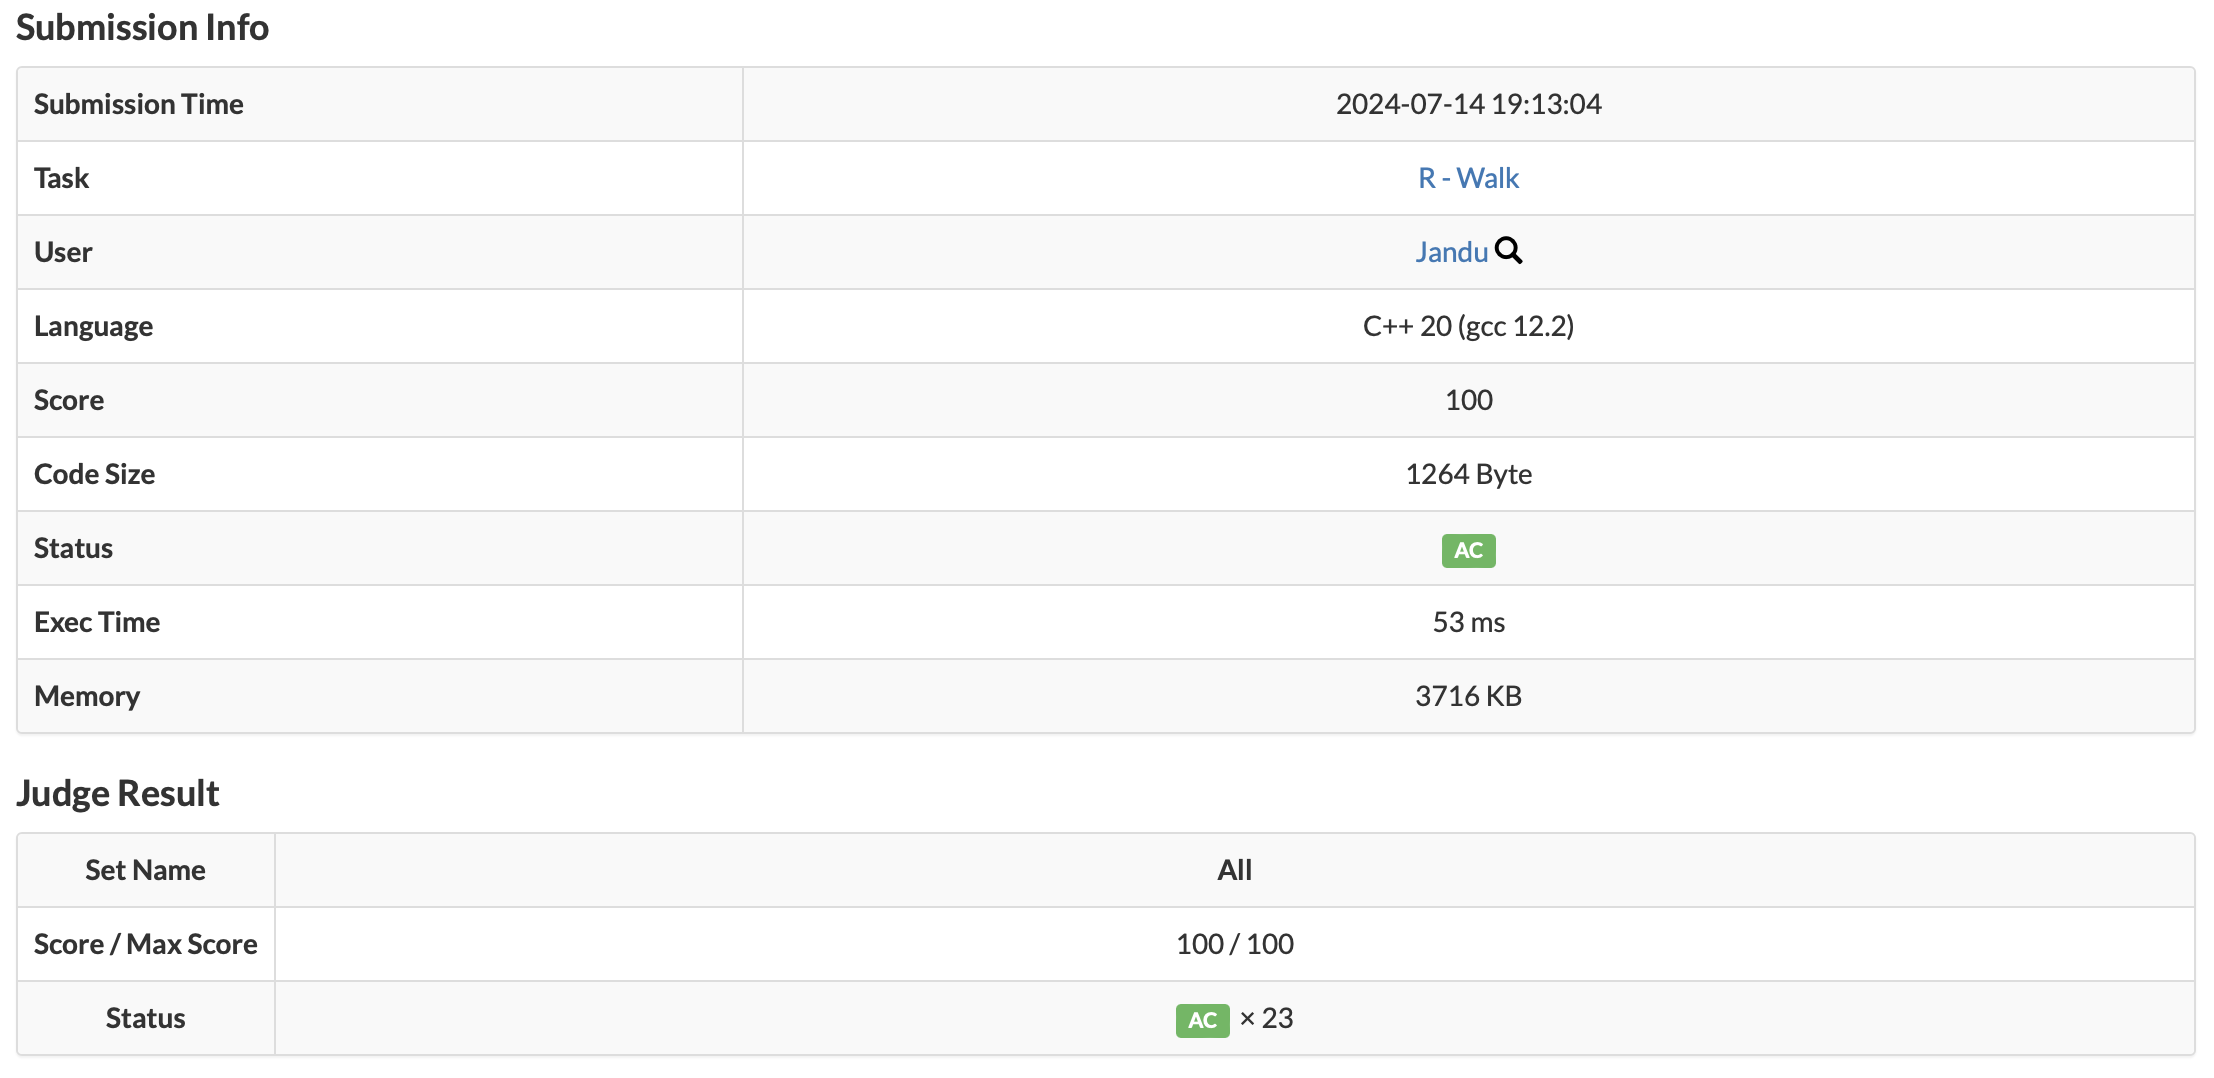 Submission Info
Submission Time 2024-07-14 19:13:04
Task R - Walk
User Jandu
Language C++ 20 (gcc 12.2)
Score 100
Code Size 1264 Byte
Status AC
Exec Time 53 ms
Memory 3716 KB
Judge Result
Set Name All
Score / Max Score 100 / 100
Status AC × 23